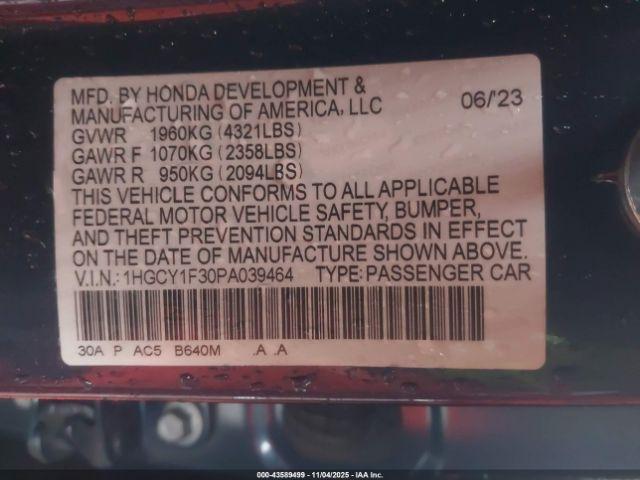 MFD. BY HONDA DEVELOPMENT &
MANUFACTURING OF AMERICA, LLC 06/'23
GVWR 1960KG (4321LBS)
GAWR F 1070KG (2358LBS)
GAWR R 950KG (2094LBS)
THIS VEHICLE CONFORMS TO ALL APPLICABLE
FEDERAL MOTOR VEHICLE SAFETY, BUMPER,
AND THEFT PREVENTION STANDARDS IN EFFECT
ON THE DATE OF MANUFACTURE SHOWN ABOVE.
V.I.N.: 1HGCY1F30PA039464 TYPE: PASSENGER CAR
30A P AC5 B640M .A .A
000-43589499 - 11/04/2025 - IAA Inc.